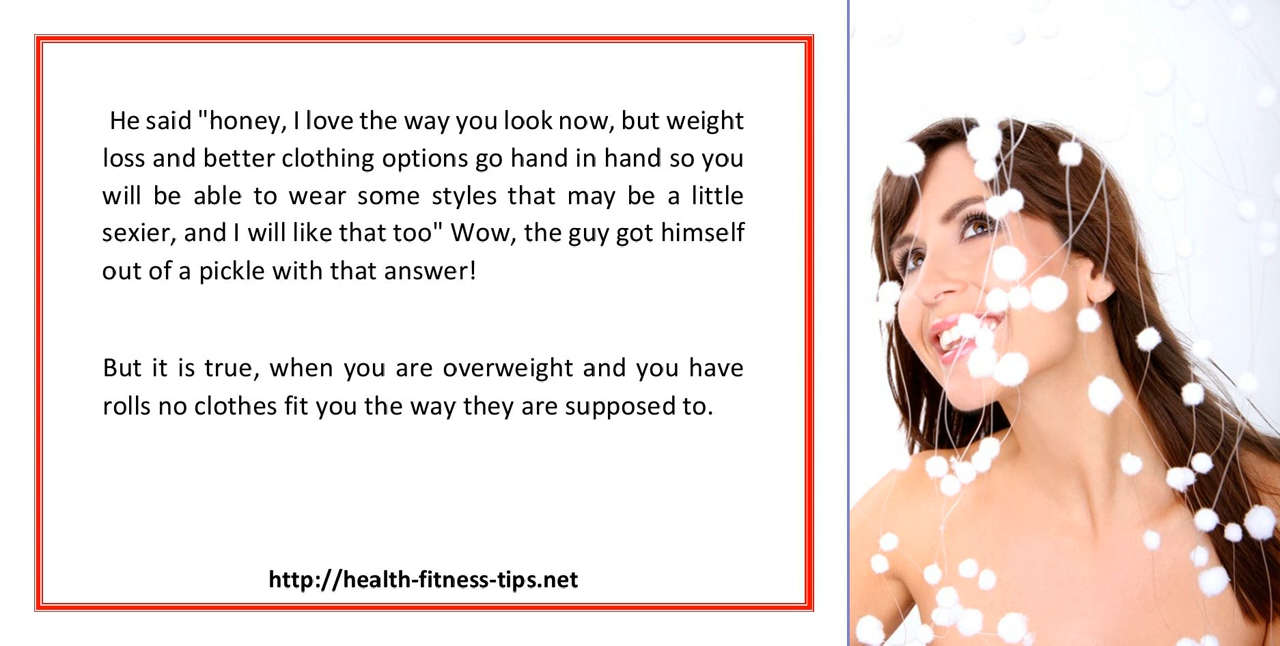 He said "honey, I love the way you look now, but weight
loss and better clothing options go hand in hand so you
will be able to wear some styles that may be a little
sexier, and I will like that too" Wow, the guy got himself
out of a pickle with that answer!
But it is true, when you are overweight and you have
rolls no clothes fit you the way they are supposed to.
http://health-fitness-tips.net